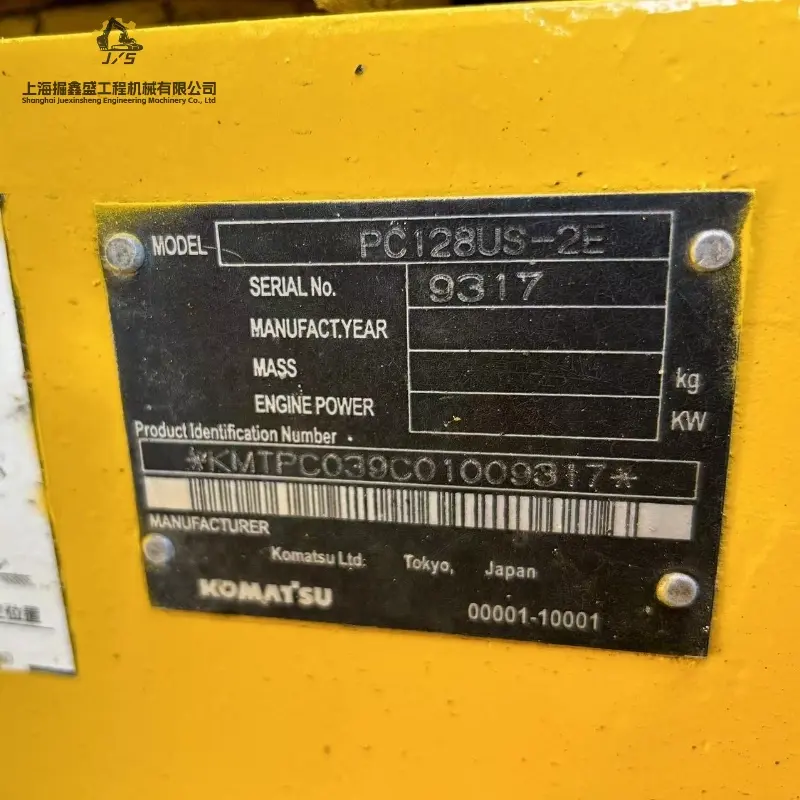 JXS
上海掘鑫盛工程机械有限公司
Shanghai Juexinsheng Engineering Machinery Co., Ltd
MODEL PC128US-2E
SERIAL No. 9317
MANUFACT.YEAR
MASS kg
ENGINE POWER KW
Product Identification Number
*KMTPC039C01009317*
MANUFACTURER
Komatsu Ltd. Tokyo, Japan
KOMATSU
00001-10001
位置